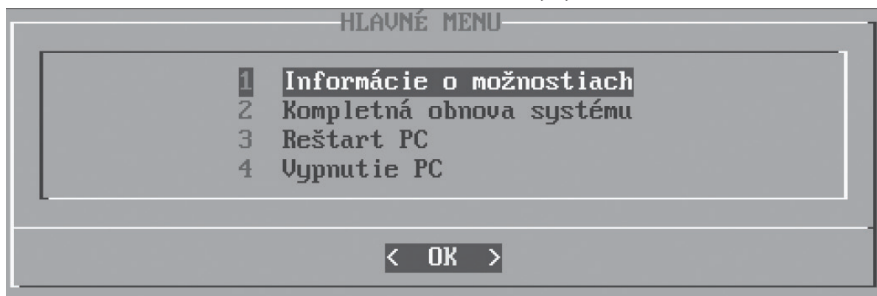 HLAVNÉ MENU
1 Informácie o možnostiach
2 Kompletná obnova systému
3 Reštart PC
4 Vypnutie PC
< OK >